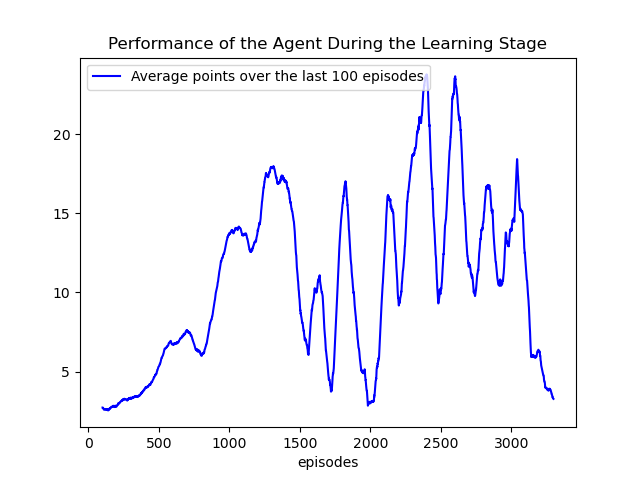 Performance of the Agent During the Learning Stage
Average points over the last 100 episodes
20
15
10
5
0 500 1000 1500 2000 2500 3000
episodes